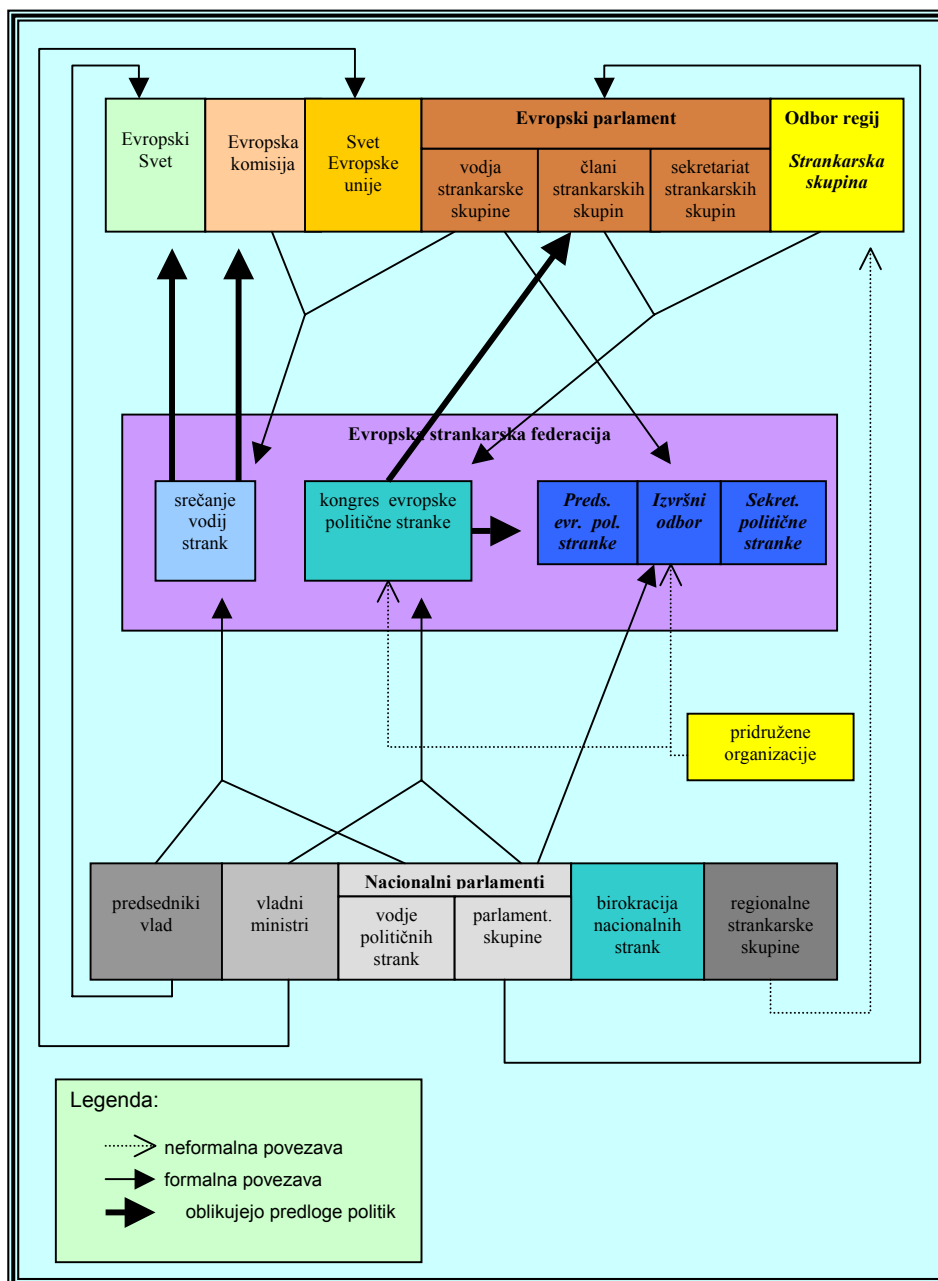 Evropski
Svet
Evropska
komisija
Svet
Evropske
unije
Evropski parlament
vodja
strankarske
skupine
člani
strankarskih
skupin
sekretariat
strankarskih
skupin
Odbor regij
Strankarska
skupina
Evropska strankarska federacija
srečanje
vodij
strank
kongres evropske
politične stranke
Preds.
evr. pol.
stranke
Izvršni
odbor
Sekret.
politične
stranke
pridružene
organizacije
predsedniki
vlad
vladni
ministri
Nacionalni parlamenti
vodje
političnih
strank
parlament.
skupine
birokracija
nacionalnih
strank
regionalne
strankarske
skupine
Legenda:
neformalna povezava
formalna povezava
oblikujejo predloge politik